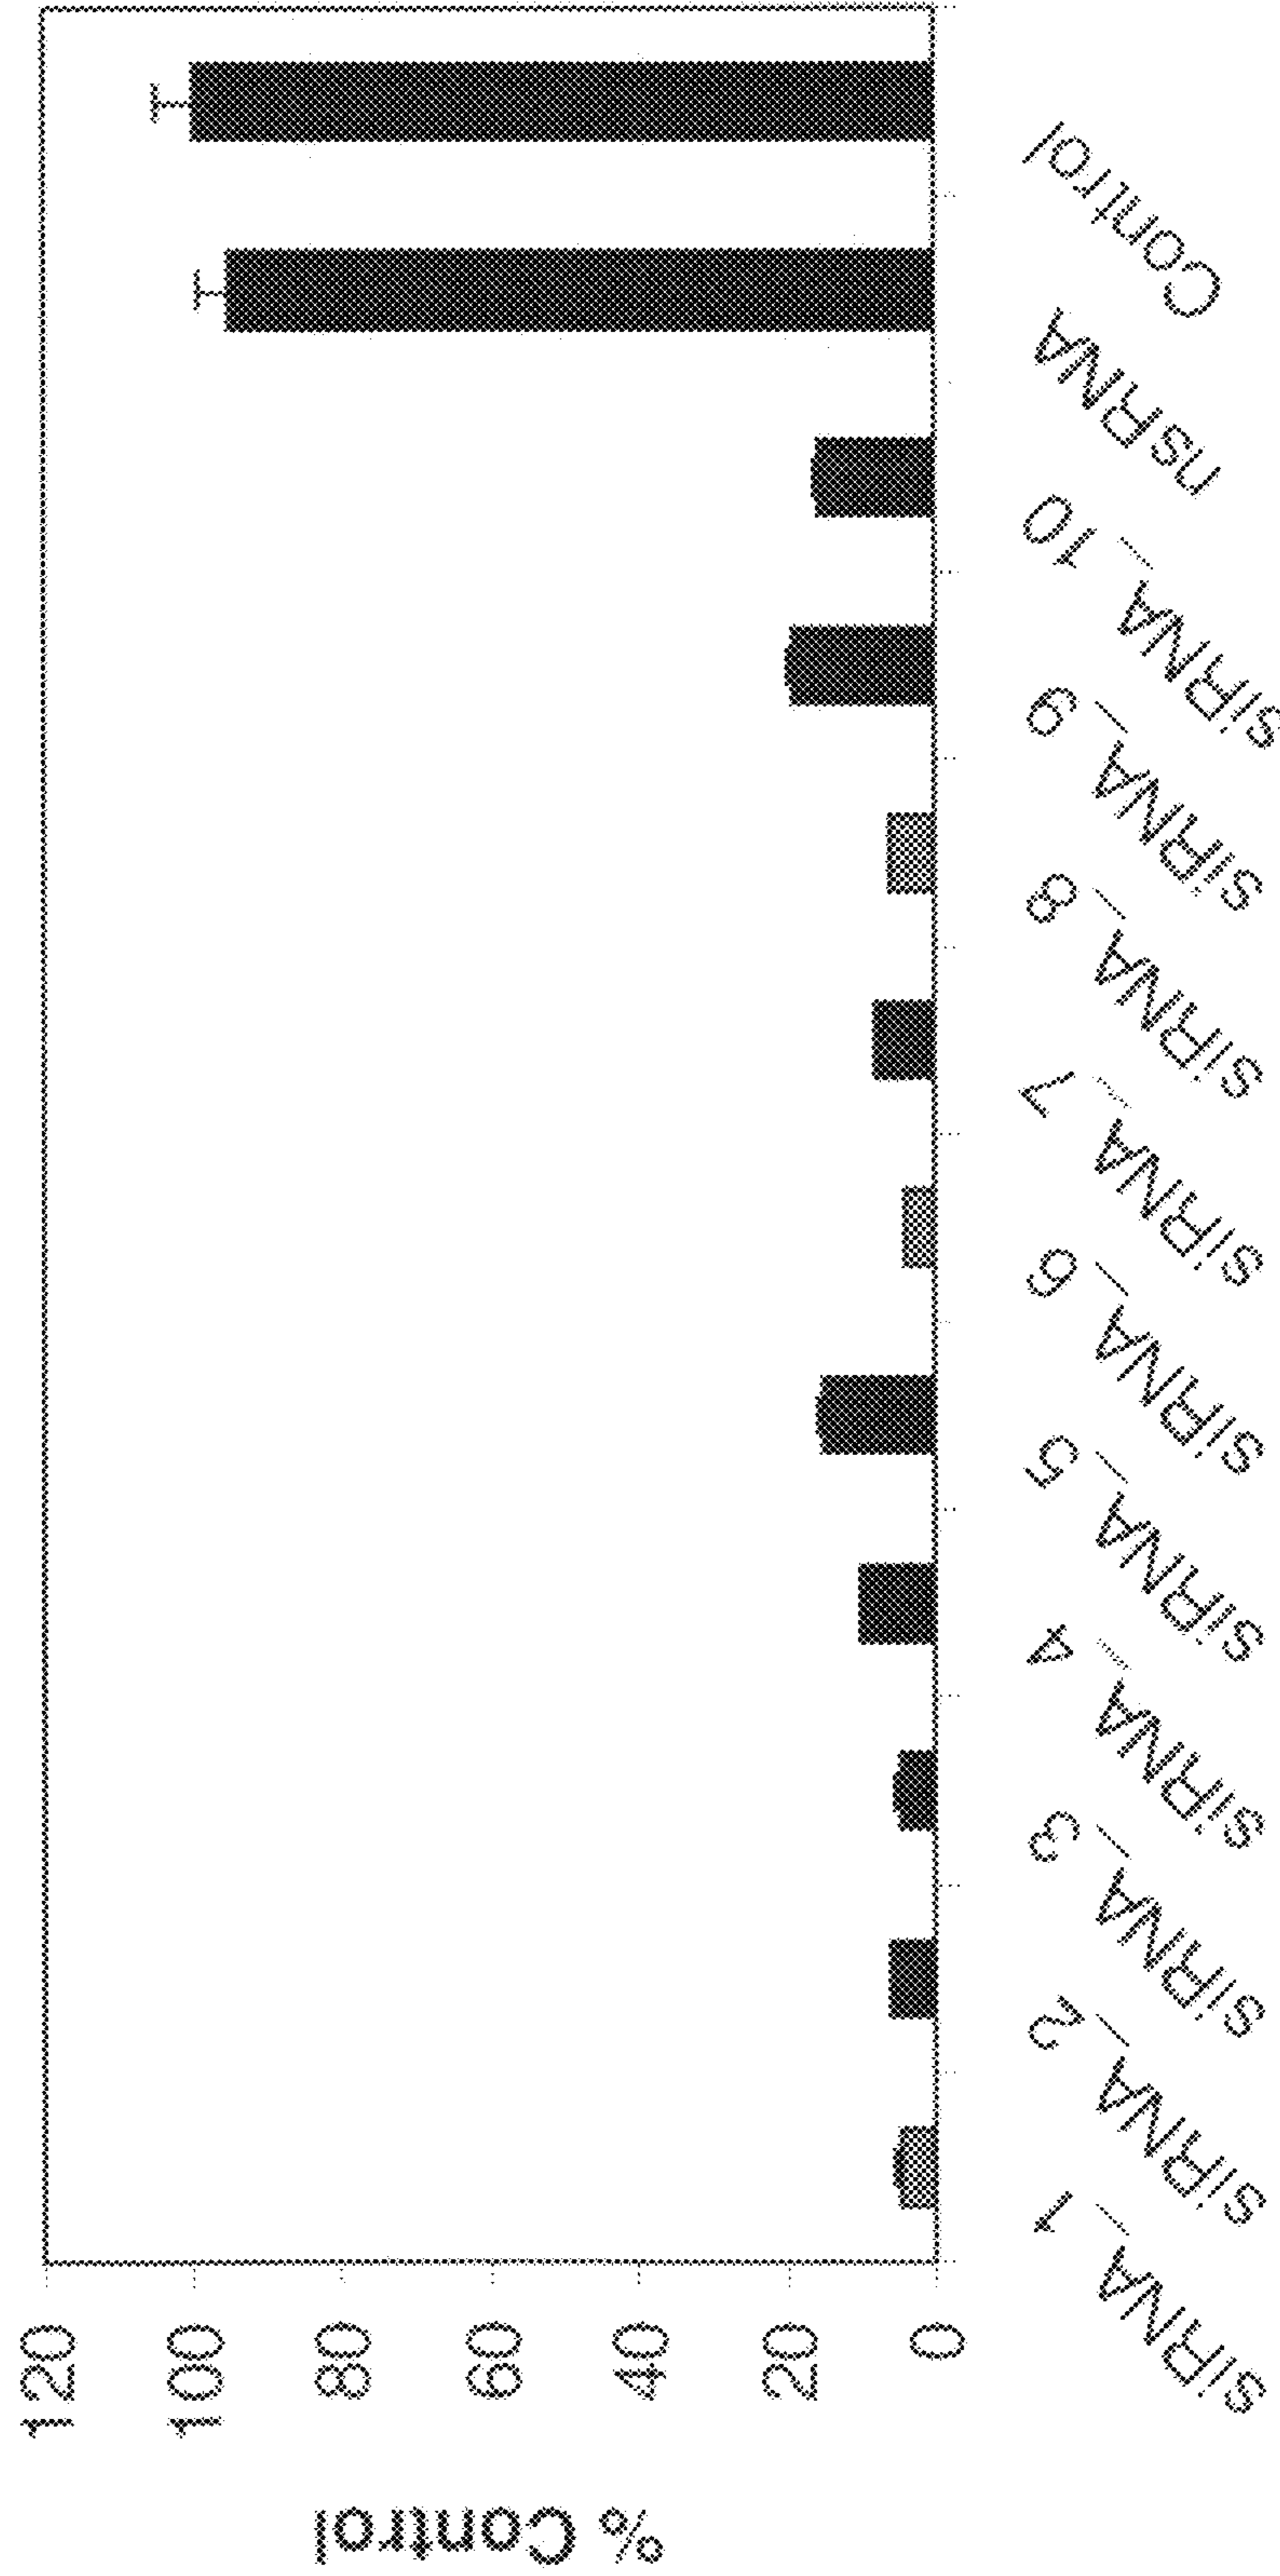 % Control
120
100
80
60
40
20
0
siRNA_1
siRNA_2
siRNA_3
siRNA_4
siRNA_5
siRNA_6
siRNA_7
siRNA_8
siRNA_9
siRNA_10
nsRNA
Control